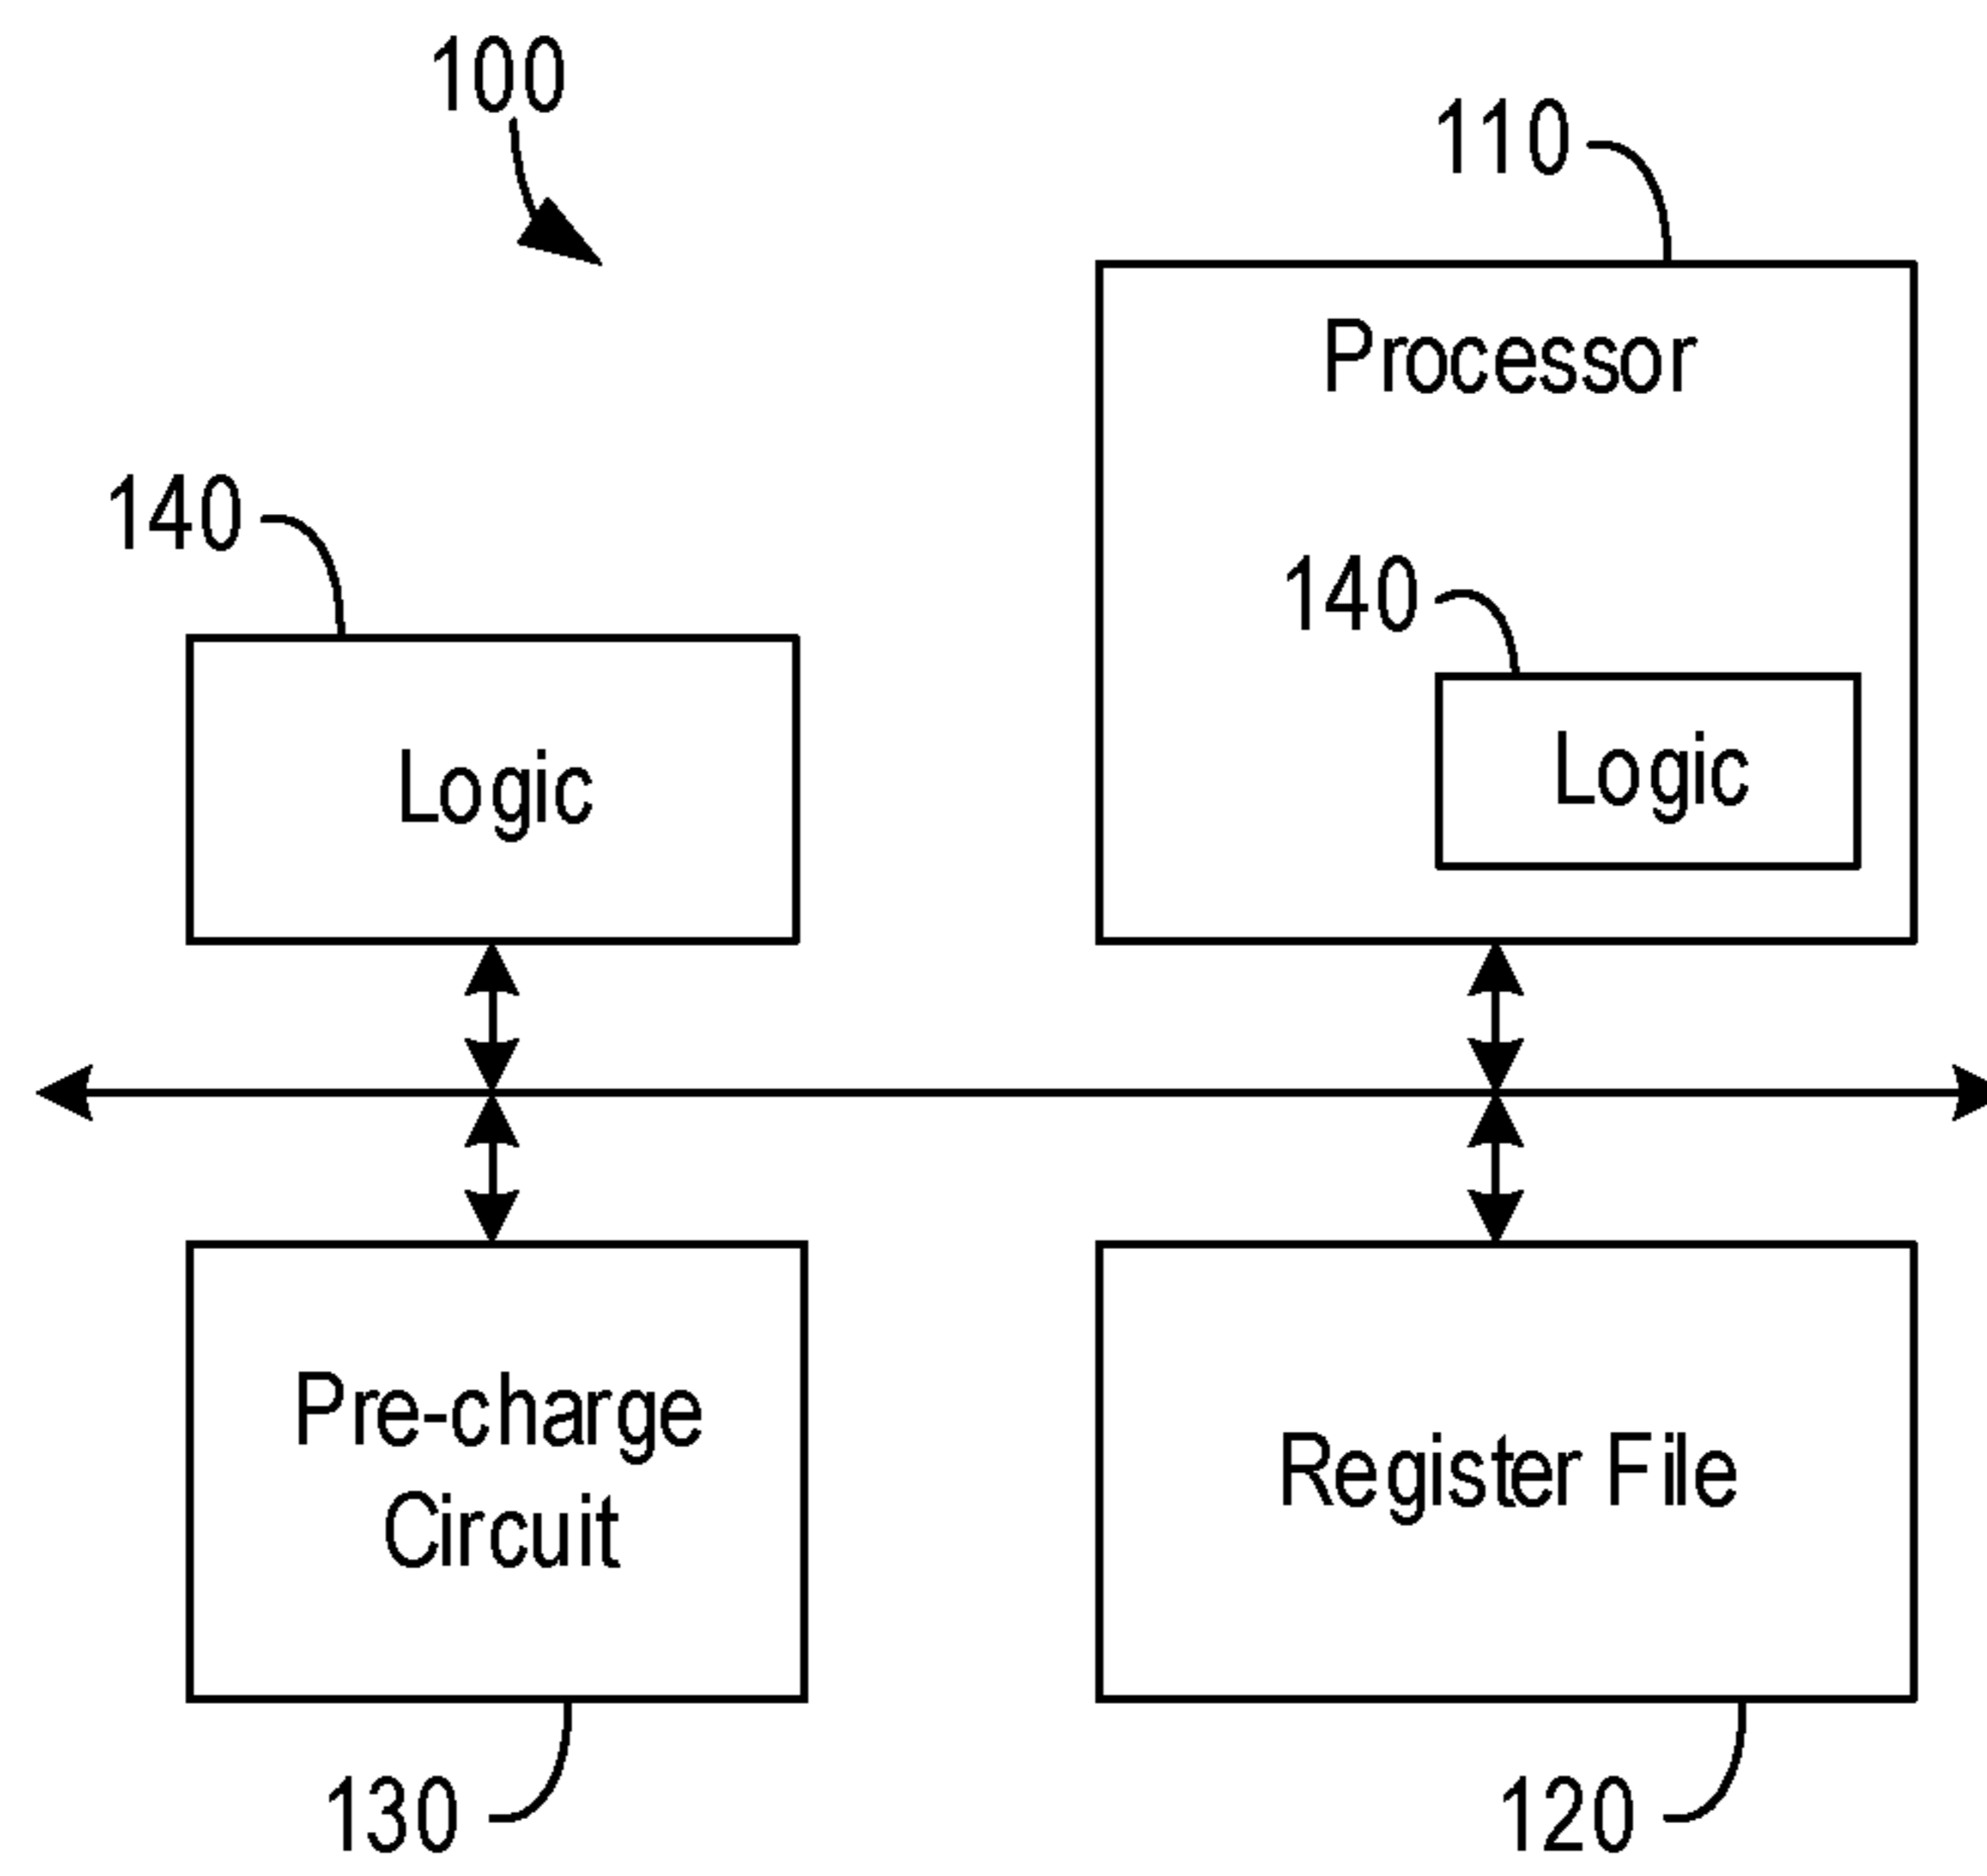 100
110
Processor
140
140
Logic
Logic
Pre-charge
Circuit
Register File
130
120